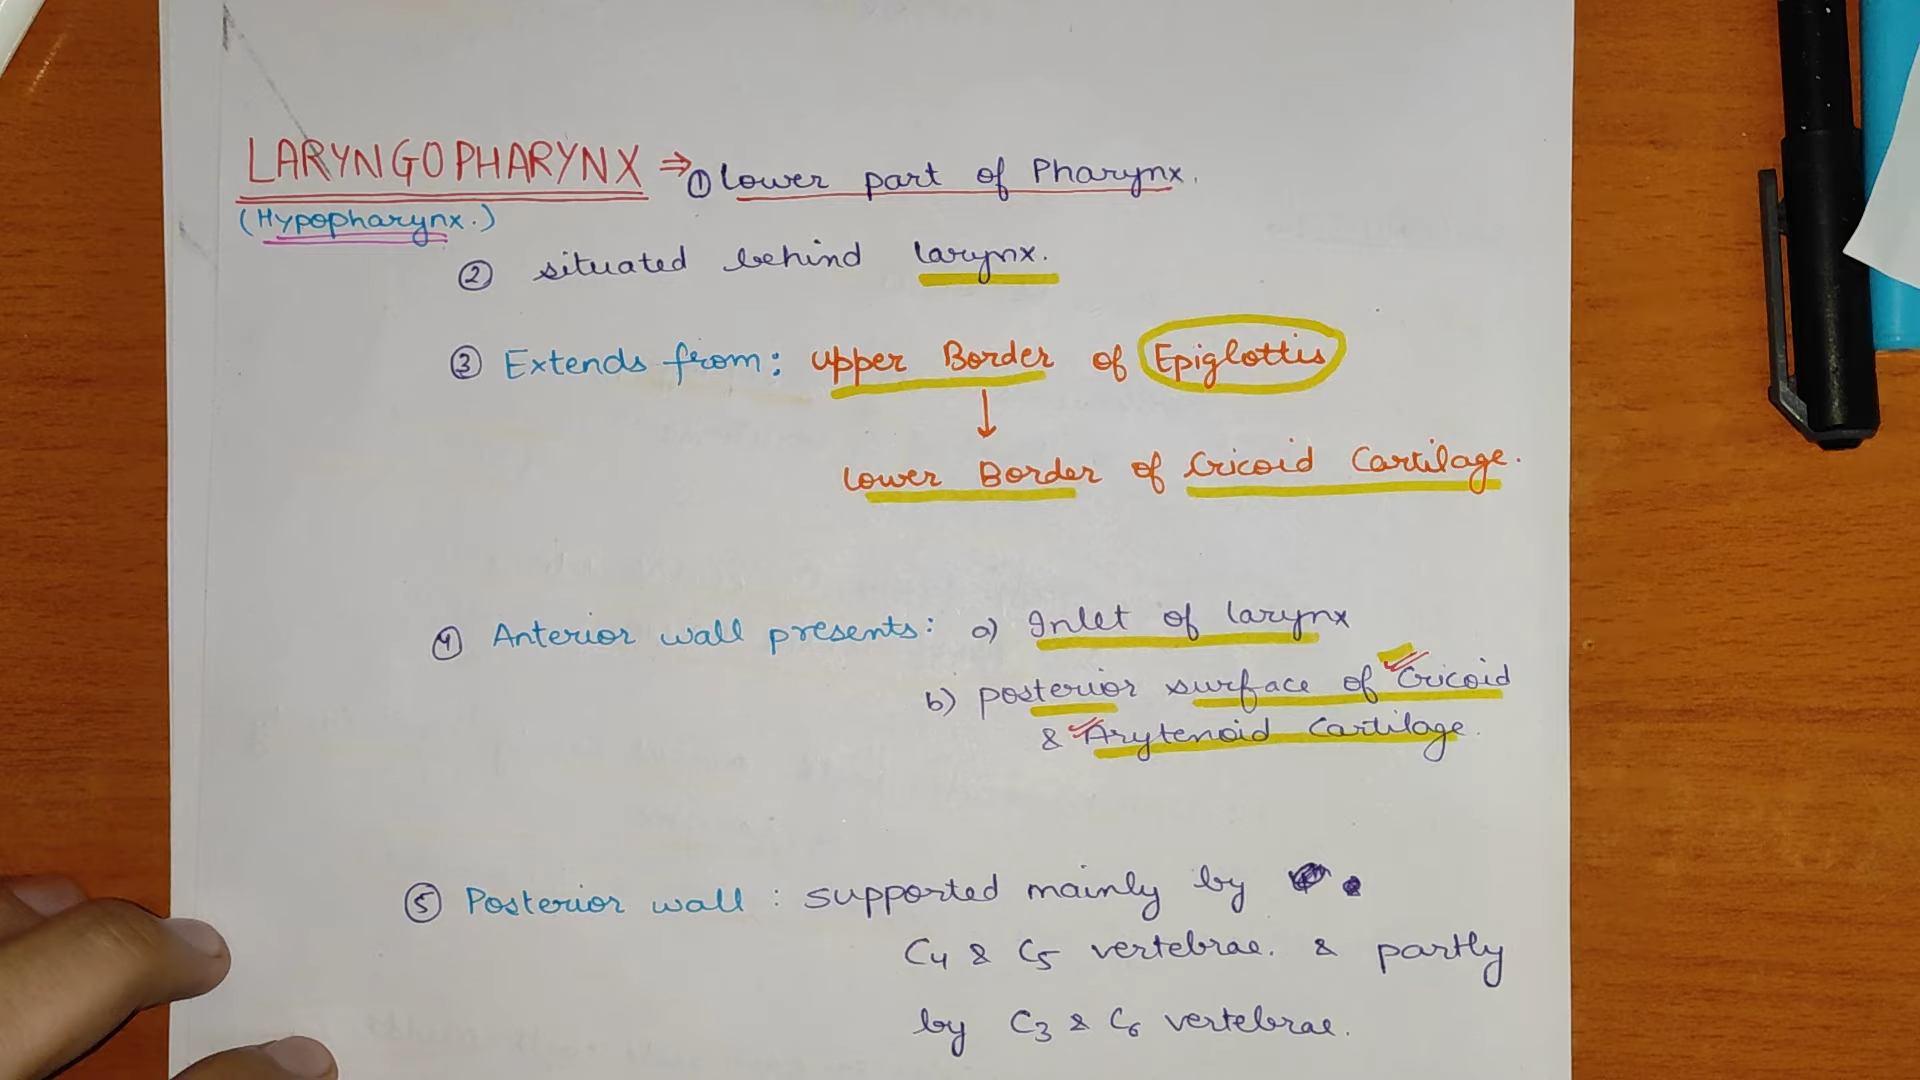 LARYNGOPHARYNX ⇒ ① Lower part of Pharynx.
(Hypopharynx.)
② situated behind larynx.
③ Extends from: upper Border of Epiglottis
↓
Lower Border of Cricoid Cartilage.
④ Anterior wall presents: a) Inlet of larynx
b) posterior surface of Cricoid
& Arytenoid Cartilage.
⑤ Posterior wall: supported mainly by
C4 & C5 vertebrae. & partly
by C3 & C6 vertebrae.